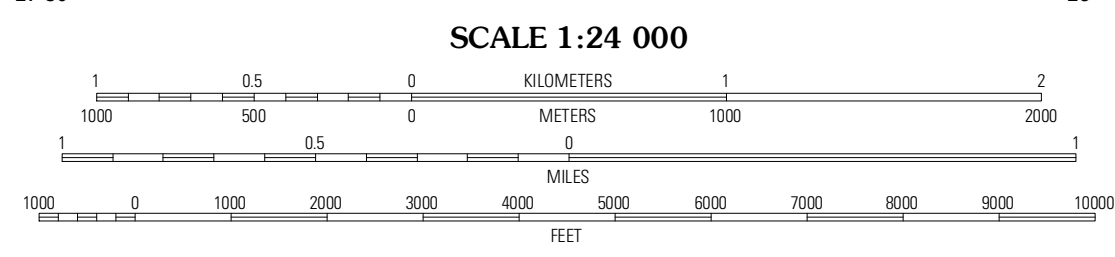 SCALE 1:24 000
1 0.5 0 KILOMETERS 1 2
1000 500 0 METERS 1000 2000
1 0.5 0 1
MILES
1000 0 1000 2000 3000 4000 5000 6000 7000 8000 9000 10000
FEET